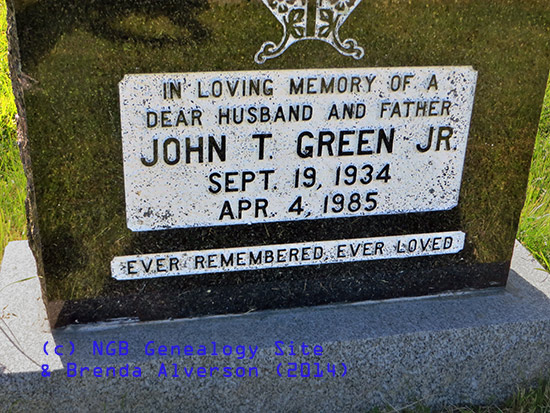 IN LOVING MEMORY OF A
DEAR HUSBAND AND FATHER
JOHN T. GREEN JR.
SEPT. 19, 1934
APR. 4, 1985
EVER REMEMBERED EVER LOVED
(c) NGB Genealogy Site
& Brenda Alverson (2014)